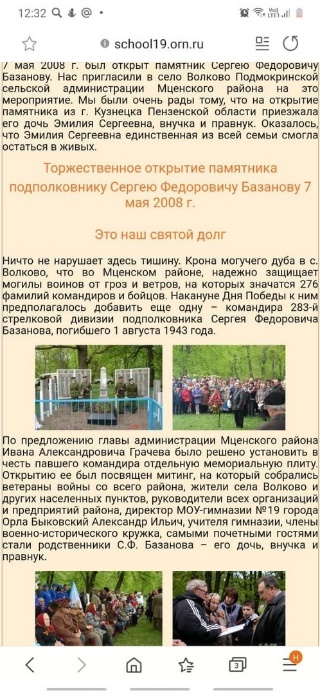 12:32
school19.orn.ru
7 мая 2008 г. был открыт памятник Сергею Федоровичу
Базанову. Нас пригласили в село Волково Подмокринской
сельской администрации Мценского района на это
мероприятие. Мы были очень рады тому, что на открытие
памятника из г. Кузнецка Пензенской области приезжала
его дочь Эмилия Сергеевна, внучка и правнук. Оказалось,
что Эмилия Сергеевна единственная из всей семьи смогла
остаться в живых.
Торжественное открытие памятника
подполковнику Сергею Федоровичу Базанову 7
мая 2008 г.
Это наш святой долг
Ничто не нарушает здесь тишину. Крона могучего дуба в с.
Волково, что во Мценском районе, надежно защищает
могилы воинов от гроз и ветров, на которых значатся 276
фамилий командиров и бойцов. Накануне Дня Победы к ним
предполагалось добавить еще одну – командира 283-й
стрелковой дивизии подполковника Сергея Федоровича
Базанова, погибшего 1 августа 1943 года.
По предложению главы администрации Мценского района
Ивана Александровича Грачева было решено установить в
честь павшего командира отдельную мемориальную плиту.
Открытию ее был посвящен митинг, на который собрались
ветераны войны со всего района, жители села Волково и
других населенных пунктов, руководители всех организаций
и предприятий района, директор МОУ-гимназии №19 города
Орла Быковский Александр Ильич, учителя гимназии, члены
военно-исторического кружка, самыми почетными гостями
стали родственники С.Ф. Базанова – его дочь, внучка и
правнук.
3
Н